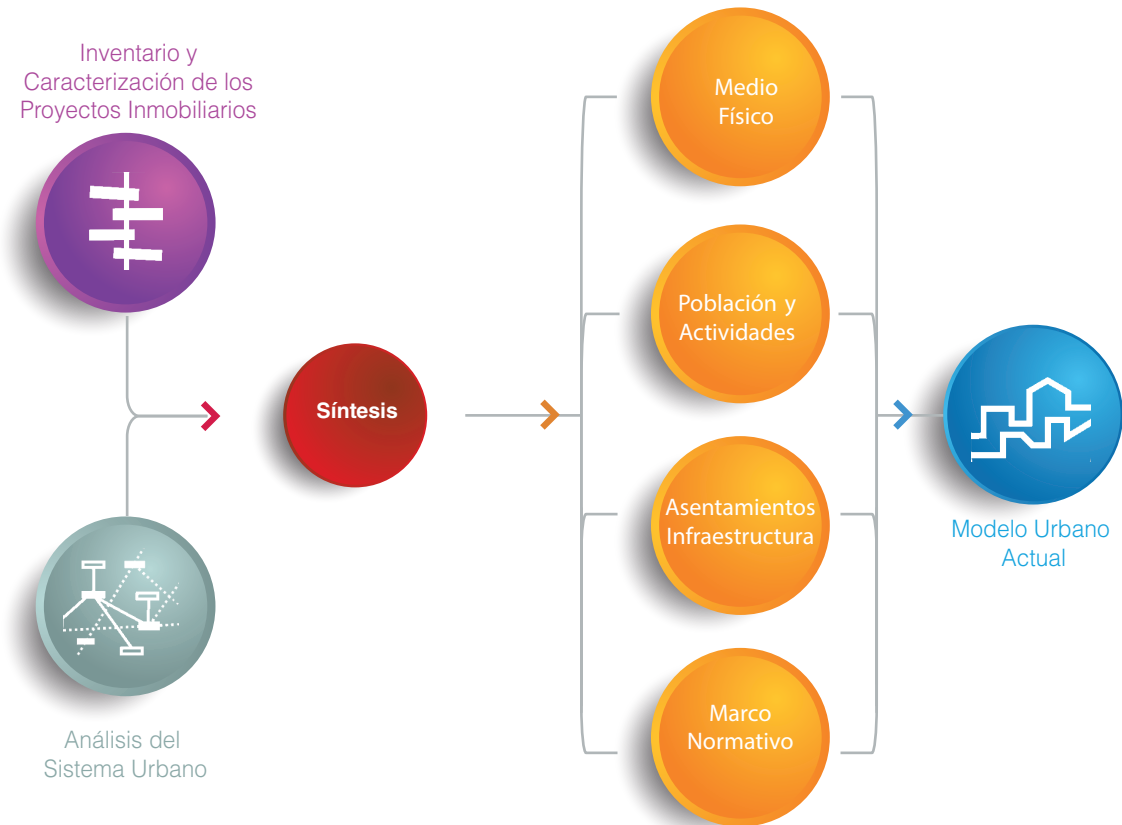 Inventario y
Caracterización de los
Proyectos Inmobiliarios
Análisis del
Sistema Urbano
Síntesis
Medio
Físico
Población y
Actividades
Asentamientos
Infraestructura
Marco
Normativo
Modelo Urbano
Actual